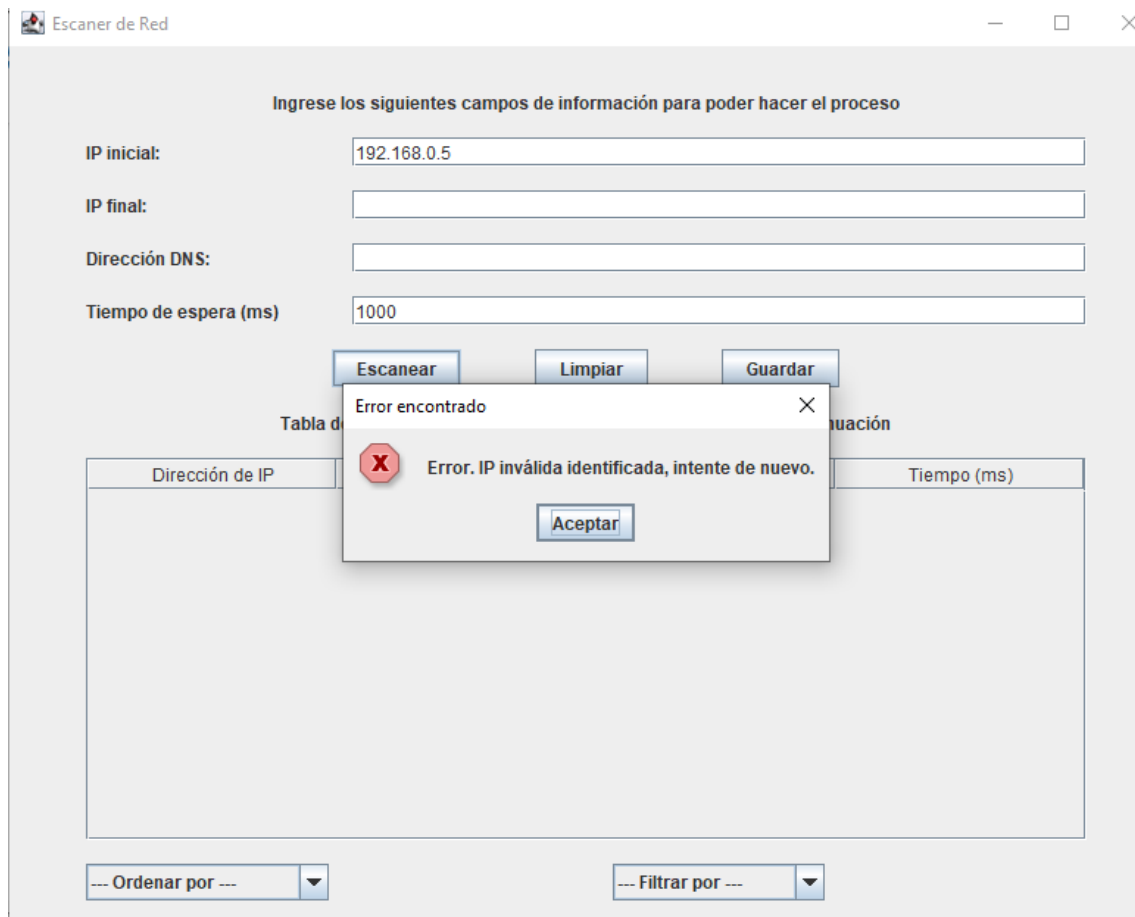 Escaner de Red
Ingrese los siguientes campos de información para poder hacer el proceso
IP inicial: 192.168.0.5
IP final:
Dirección DNS:
Tiempo de espera (ms) 1000
Escanear Limpiar Guardar
Error encontrado
Tabla
Error. IP inválida identificada, intente de nuevo.
Dirección de IP Tiempo (ms)
Aceptar
--- Ordenar por --- --- Filtrar por ---